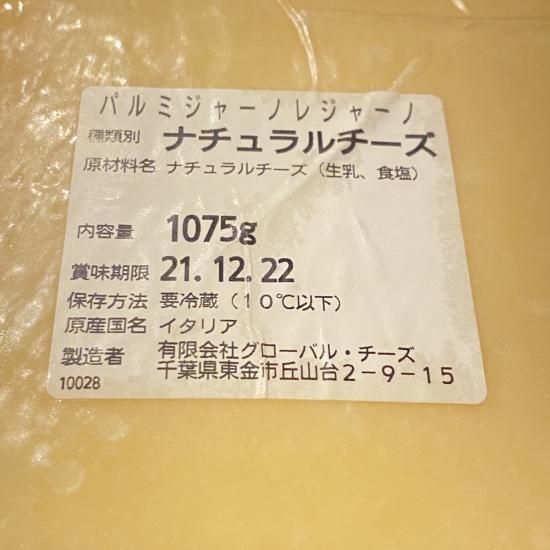 パルミジャーノレジャーノ
種類別 ナチュラルチーズ
原材料名 ナチュラルチーズ（生乳、食塩）
内容量 1075g
賞味期限 21.12.22
保存方法 要冷蔵（１０℃以下）
原産国名 イタリア
製造者 有限会社グローバル・チーズ
千葉県東金市丘山台２－９－１５
10028